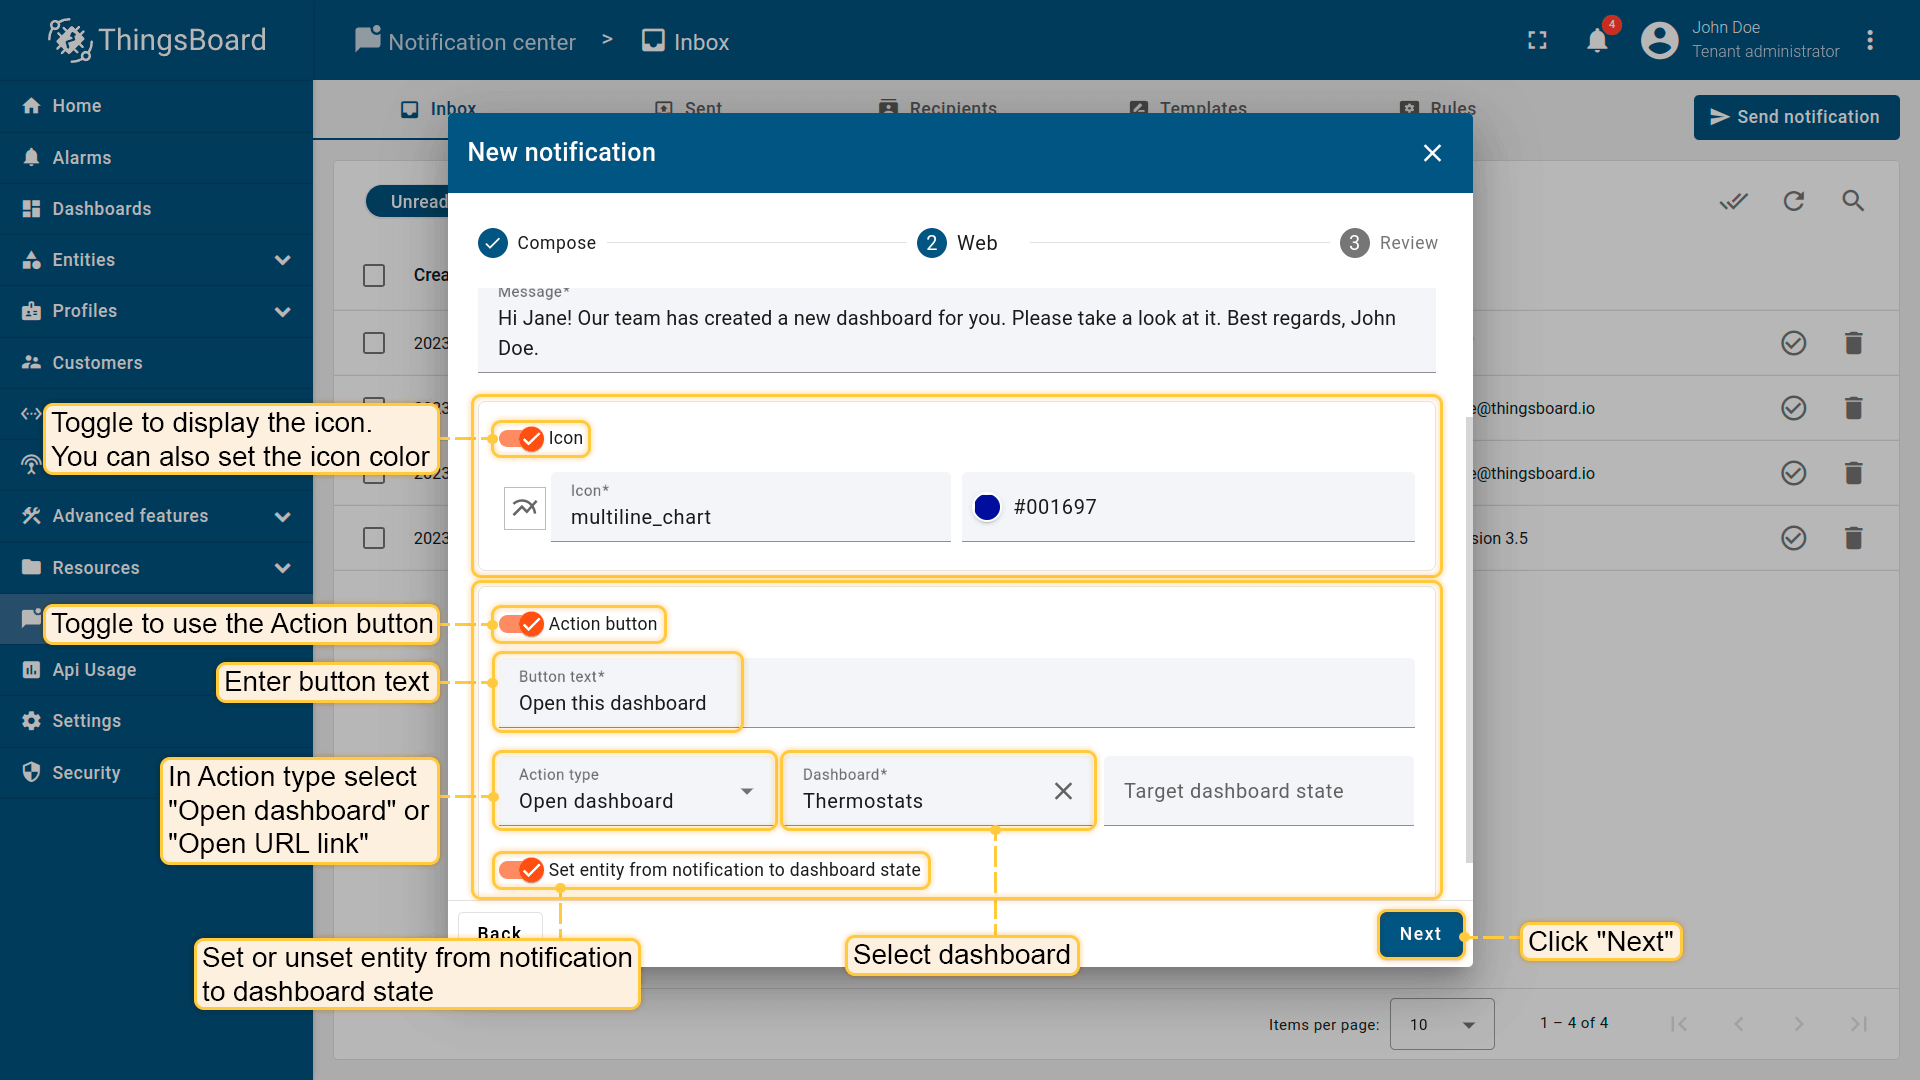 ThingsBoard
Notification center > Inbox
4
John Doe
Tenant administrator
Home
Alarms
Dashboards
Entities
Profiles
Customers
Advanced features
Resources
Api Usage
Settings
Security
Inbox
Sent
Recipients
Templates
Rules
Send notification
Unread
New notification
Compose
2 Web
3 Review
Crea
2023
2023
2023
2023
e@thingsboard.io
e@thingsboard.io
sion 3.5
Message*
Hi Jane! Our team has created a new dashboard for you. Please take a look at it. Best regards, John
Doe.
Toggle to display the icon.
You can also set the icon color
Icon
Icon*
multiline_chart
#001697
Toggle to use the Action button
Action button
Enter button text
Button text*
Open this dashboard
In Action type select
"Open dashboard" or
"Open URL link"
Action type
Open dashboard
Dashboard*
Thermostats
Target dashboard state
Set entity from notification to dashboard state
Back
Next
Set or unset entity from notification
to dashboard state
Select dashboard
Click "Next"
Items per page:
10
1 – 4 of 4